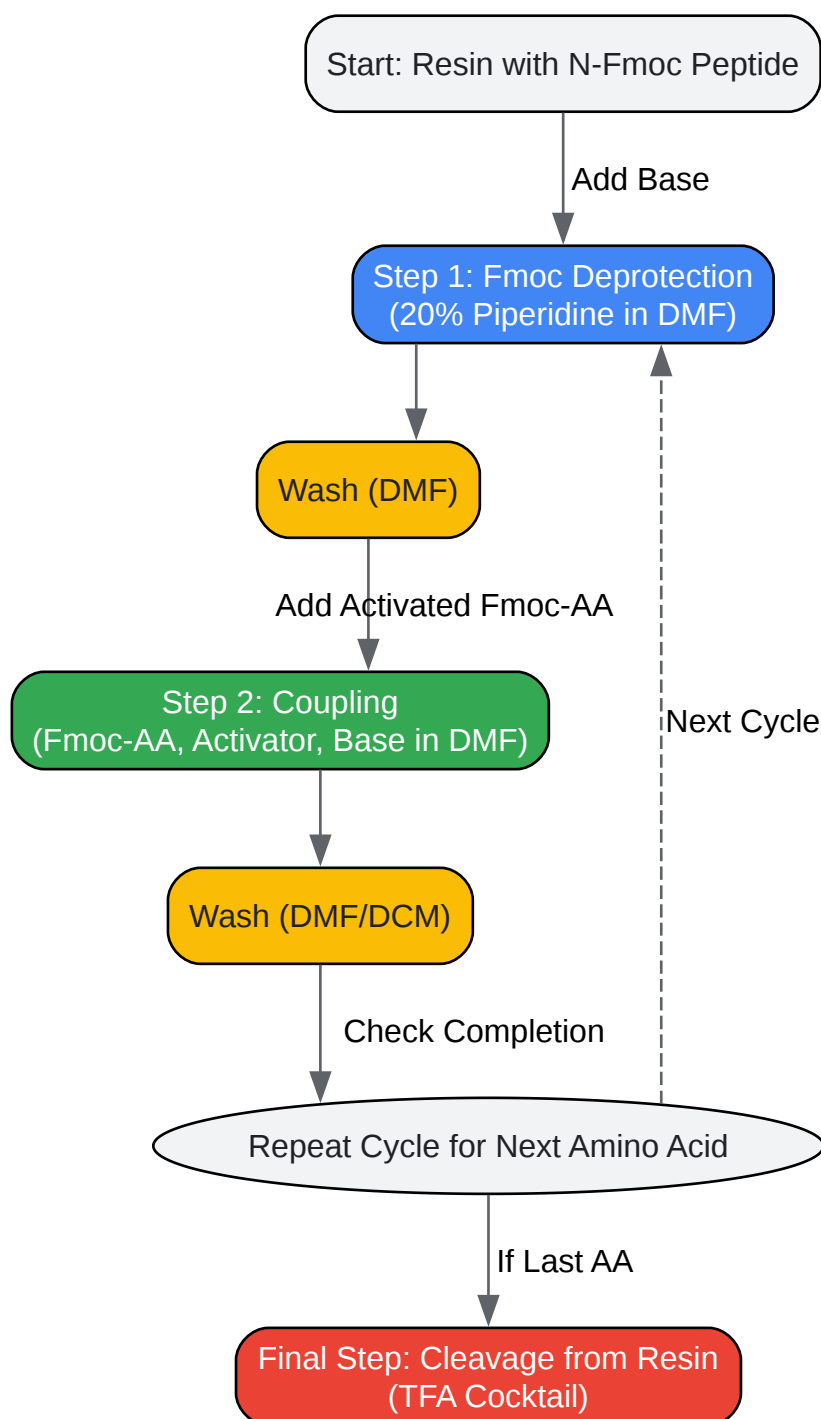 Start: Resin with N-Fmoc Peptide
Add Base
Step 1: Fmoc Deprotection
(20% Piperidine in DMF)
Wash (DMF)
Add Activated Fmoc-AA
Step 2: Coupling
(Fmoc-AA, Activator, Base in DMF)
Next Cycle
Wash (DMF/DCM)
Check Completion
Repeat Cycle for Next Amino Acid
If Last AA
Final Step: Cleavage from Resin
(TFA Cocktail)